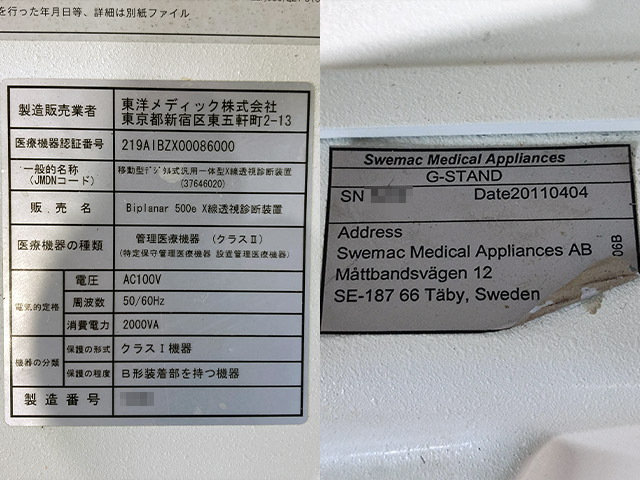 を行った年月日等、詳細は別紙ファイル
製造販売業者
東洋メディック株式会社
東京都新宿区東五軒町2-13
医療機器認証番号
219AIBZX00086000
一般的名称
(JMDNコード)
移動型デジタル式汎用一体型X線透視診断装置
(37646020)
販売名
Biplanar 500e X線透視診断装置
医療機器の種類
管理医療機器 (クラスⅡ)
(特定保守管理医療機器 設置管理医療機器)
電気的定格
電圧
AC100V
周波数
50/60Hz
消費電力
2000VA
機器の分類
保護の形式
クラスⅠ機器
保護の程度
B形装着部を持つ機器
製造番号
Swemac Medical Appliances
G-STAND
SN
Date20110404
Address
Swemac Medical Appliances AB
Måttbandsvägen 12
SE-187 66 Täby, Sweden
06B